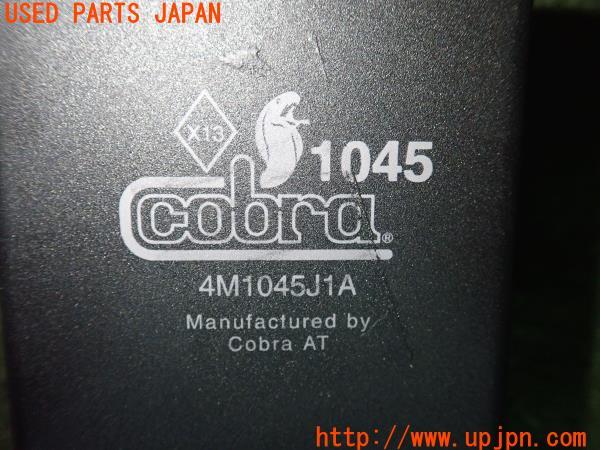 USED PARTS JAPAN
X13
1045
cobra®
4M1045J1A
Manufactured by
Cobra AT
http://www.upjpn.com/